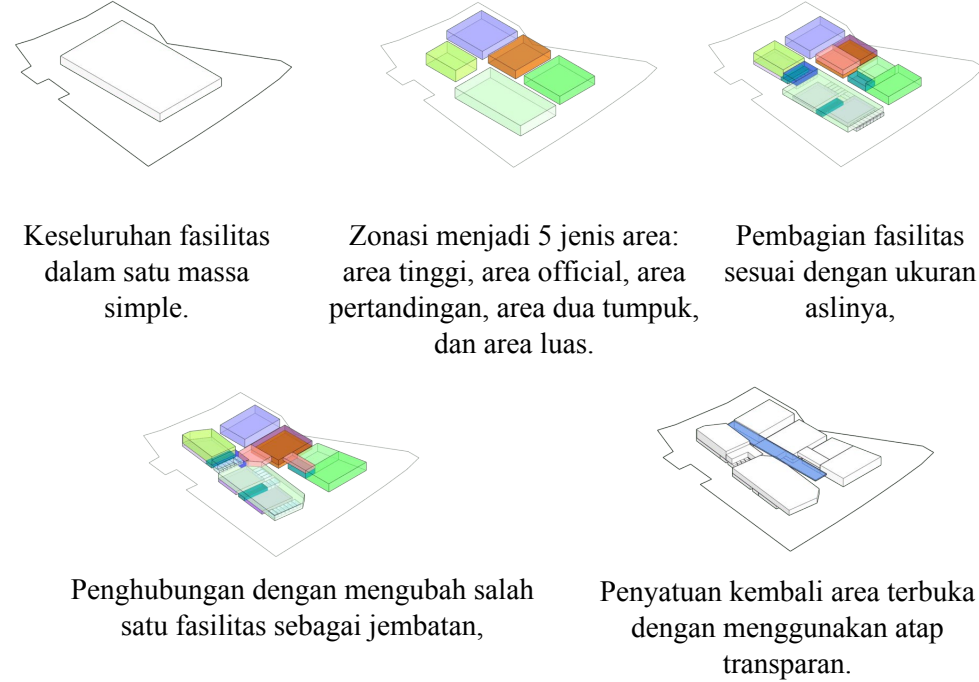 Keseluruhan fasilitas
dalam satu massa
simple.
Zonasi menjadi 5 jenis area:
area tinggi, area official, area
pertandingan, area dua tumpuk,
dan area luas.
Pembagian fasilitas
sesuai dengan ukuran
aslinya,
Penghubungan dengan mengubah salah
satu fasilitas sebagai jembatan,
Penyatuan kembali area terbuka
dengan menggunakan atap
transparan.